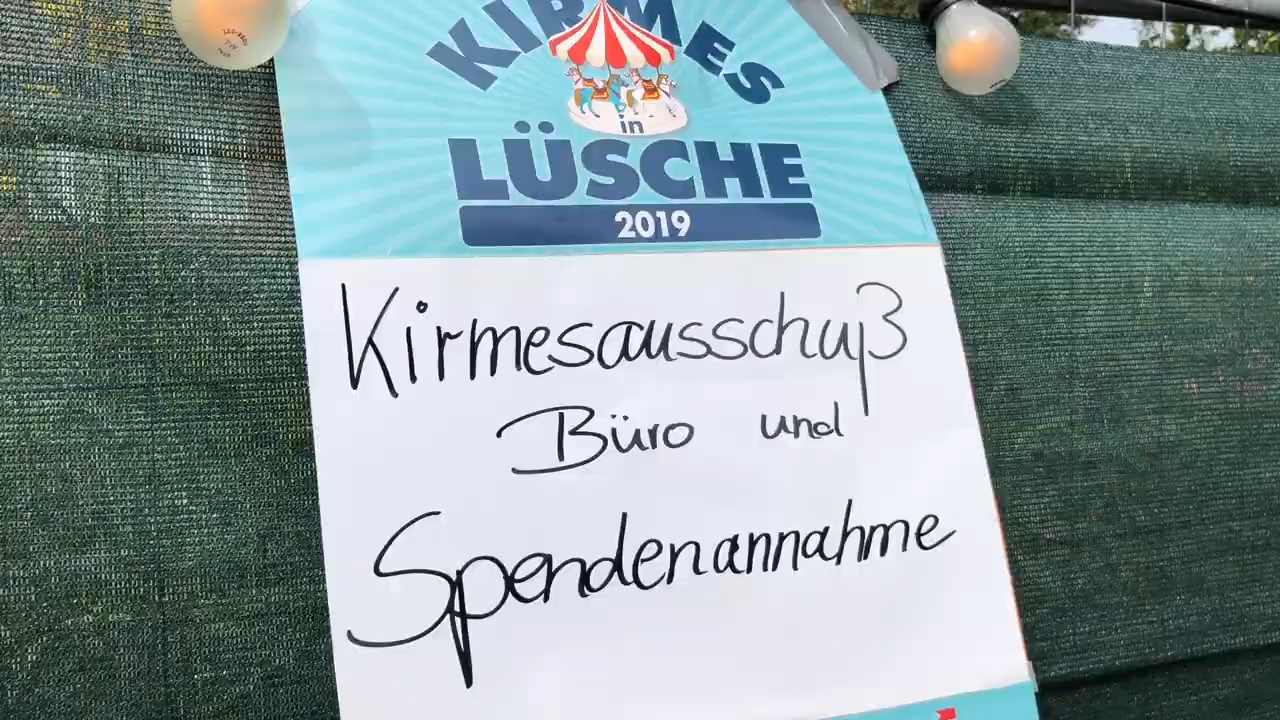 KIRMES
in
LÜSCHE
2019
Kirmesausschuß
Büro und
Spendenannahme